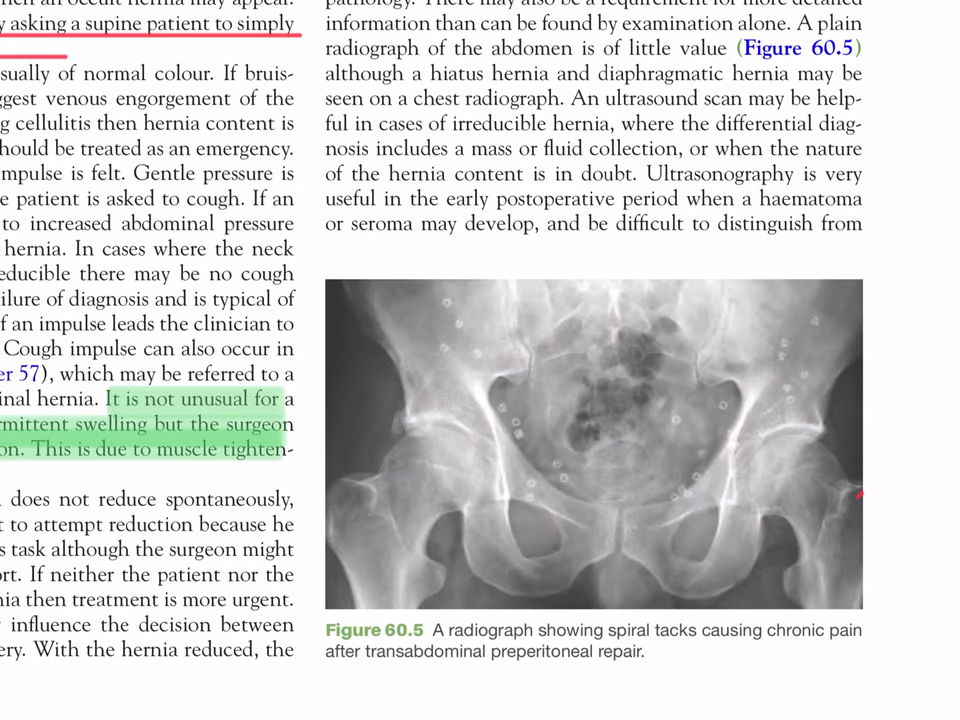 y asking a supine patient to simply
sually of normal colour. If bruis-
ggest venous engorgement of the
g cellulitis then hernia content is
hould be treated as an emergency.
mpulse is felt. Gentle pressure is
e patient is asked to cough. If an
to increased abdominal pressure
hernia. In cases where the neck
educible there may be no cough
ilure of diagnosis and is typical of
f an impulse leads the clinician to
Cough impulse can also occur in
er 57), which may be referred to a
inal hernia. It is not unusual for a
rmittent swelling but the surgeon
on. This is due to muscle tighten-
does not reduce spontaneously,
t to attempt reduction because he
s task although the surgeon might
ort. If neither the patient nor the
nia then treatment is more urgent.
influence the decision between
ery. With the hernia reduced, the
information than can be found by examination alone. A plain
radiograph of the abdomen is of little value (Figure 60.5)
although a hiatus hernia and diaphragmatic hernia may be
seen on a chest radiograph. An ultrasound scan may be help-
ful in cases of irreducible hernia, where the differential diag-
nosis includes a mass or fluid collection, or when the nature
of the hernia content is in doubt. Ultrasonography is very
useful in the early postoperative period when a haematoma
or seroma may develop, and be difficult to distinguish from
Figure 60.5 A radiograph showing spiral tacks causing chronic pain
after transabdominal preperitoneal repair.